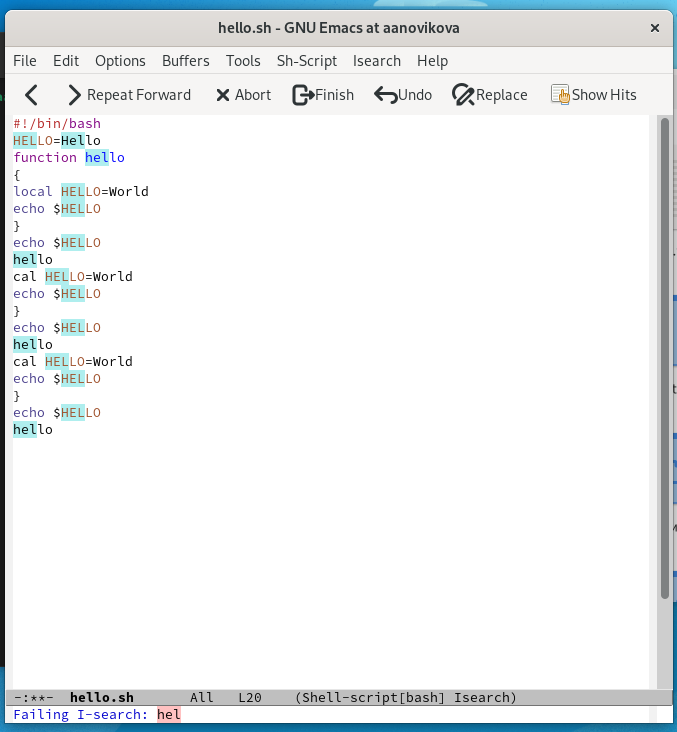 hello.sh - GNU Emacs at aanovikova ×
File Edit Options Buffers Tools Sh-Script Isearch Help
Repeat Forward Abort Finish Undo Replace Show Hits
#!/bin/bash
HELLO=Hello
function hello
{
local HELLO=World
echo $HELLO
}
echo $HELLO
hello
cal HELLO=World
echo $HELLO
}
echo $HELLO
hello
cal HELLO=World
echo $HELLO
}
echo $HELLO
hello
-:**- hello.sh All L20 (Shell-script[bash] Isearch)
Failing I-search: hel